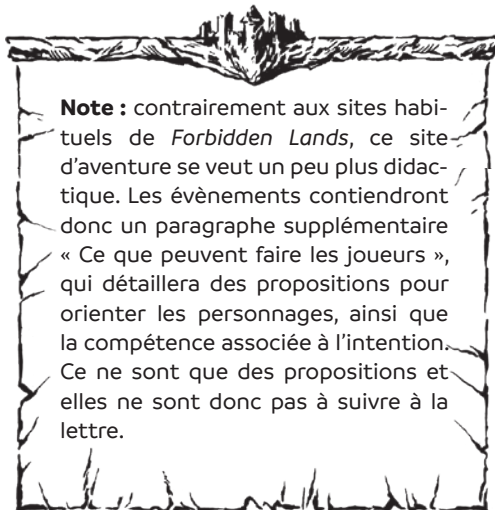 Note : contrairement aux sites habi-
tuels de Forbidden Lands, ce site
d'aventure se veut un peu plus didac-
tique. Les évènements contiendront
donc un paragraphe supplémentaire
« Ce que peuvent faire les joueurs »,
qui détaillera des propositions pour
orienter les personnages, ainsi que
la compétence associée à l'intention.
Ce ne sont que des propositions et
elles ne sont donc pas à suivre à la
lettre.